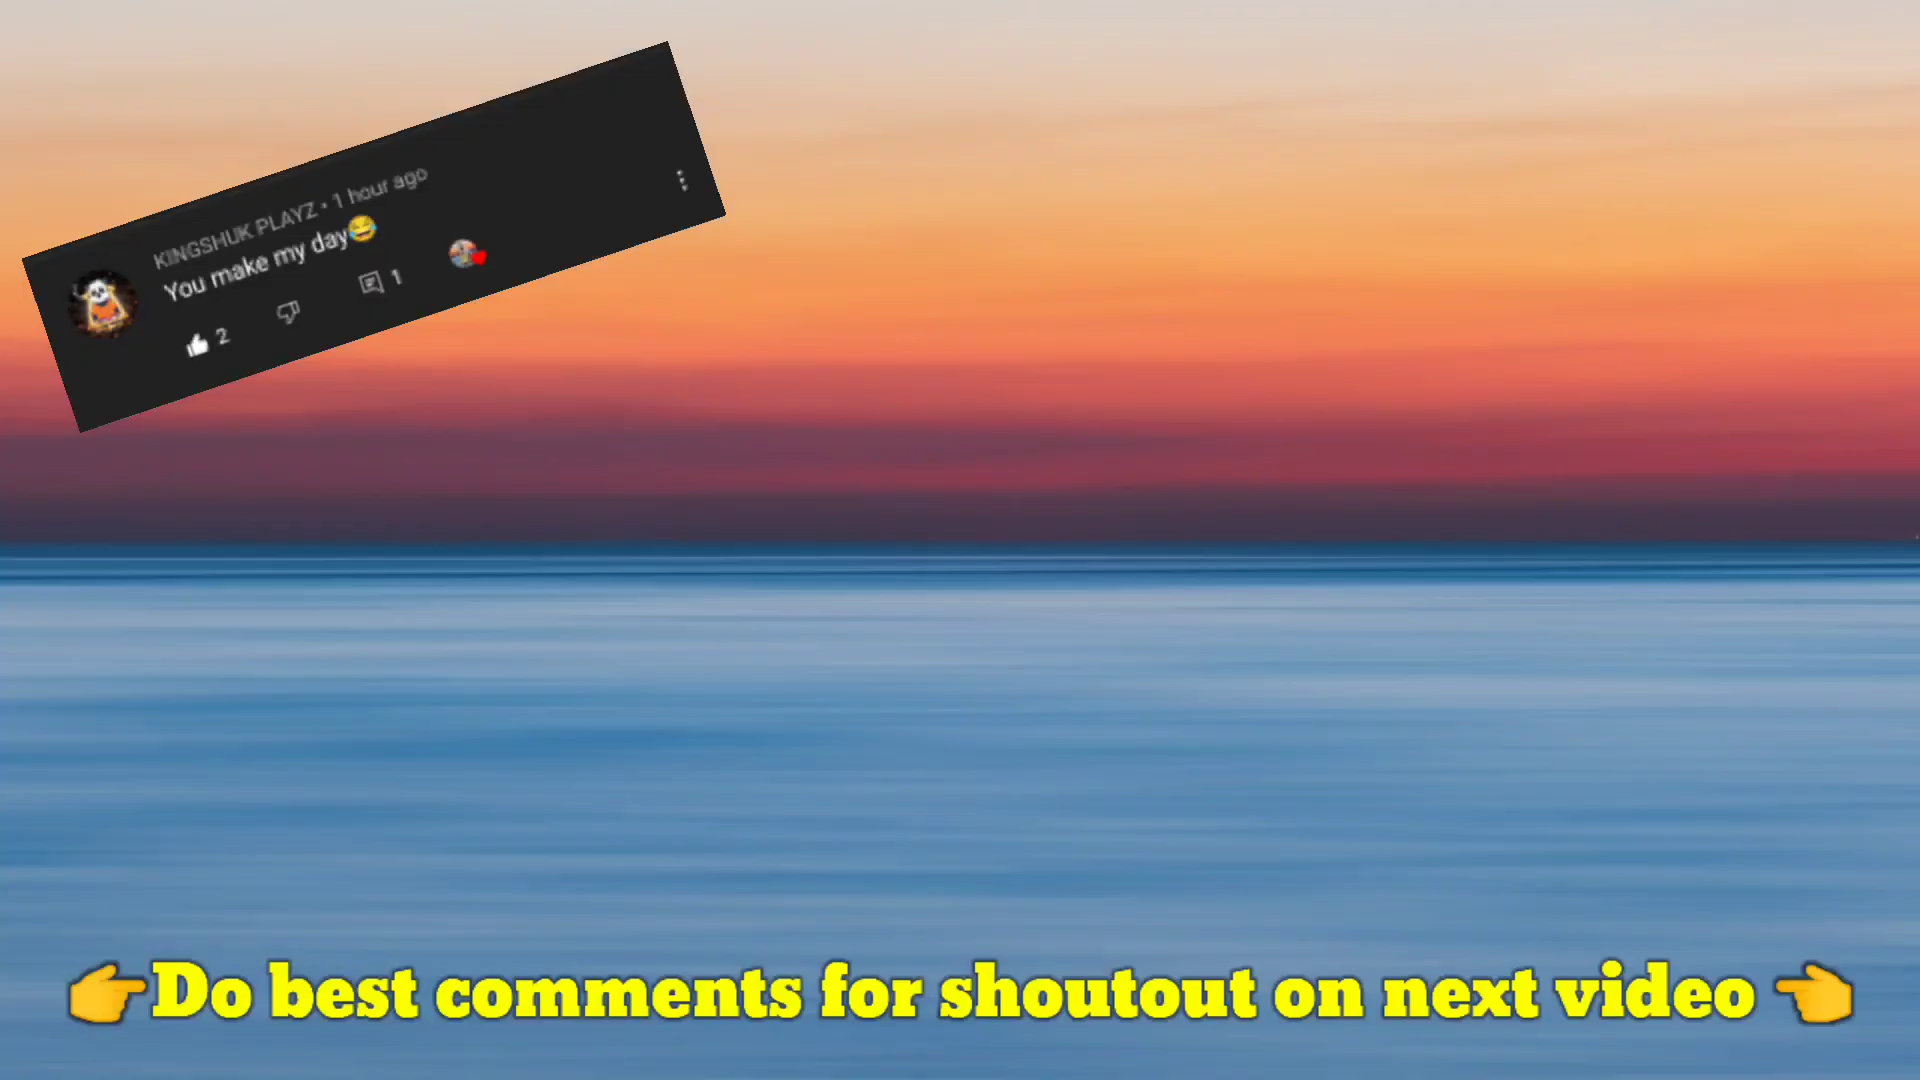 KINGSHUK PLAYZ • 1 hour ago
You make my day😂
2
1
👉Do best comments for shoutout on next video 👈